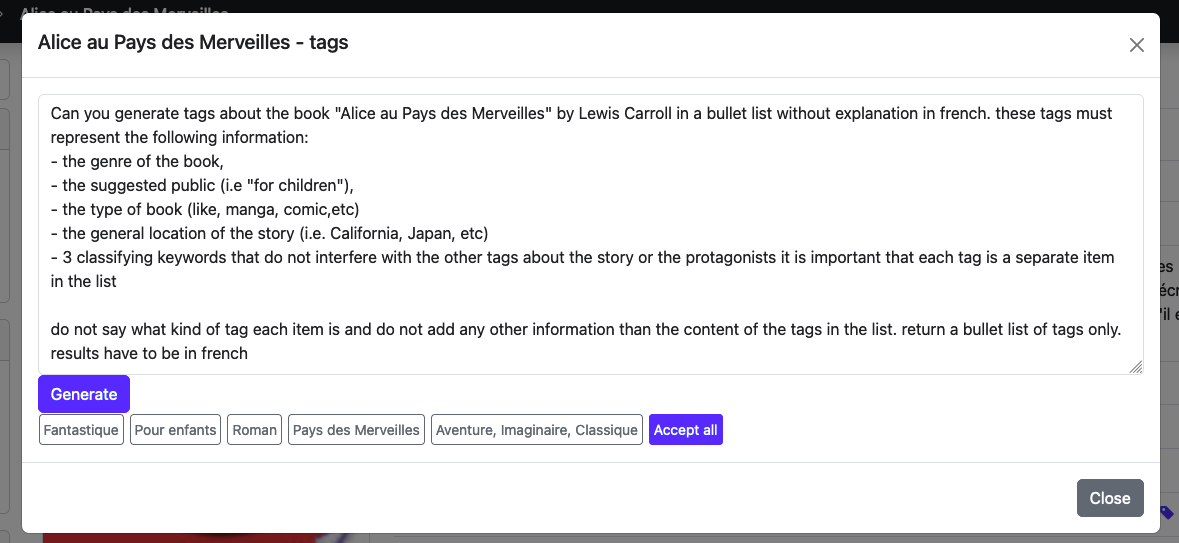 Alice au Pays des Merveilles
Alice au Pays des Merveilles - tags
Can you generate tags about the book "Alice au Pays des Merveilles" by Lewis Carroll in a bullet list without explanation in french. these tags must
represent the following information:
- the genre of the book,
- the suggested public (i.e "for children"),
- the type of book (like, manga, comic,etc)
- the general location of the story (i.e. California, Japan, etc)
- 3 classifying keywords that do not interfere with the other tags about the story or the protagonists it is important that each tag is a separate item
in the list
do not say what kind of tag each item is and do not add any other information than the content of the tags in the list. return a bullet list of tags only.
results have to be in french
Generate
Fantastique Pour enfants Roman Pays des Merveilles Aventure, Imaginaire, Classique Accept all
Close